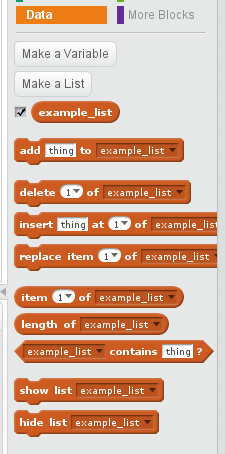 Data More Blocks
Make a Variable
Make a List
example_list
add thing to example_list
delete 1 of example_list
insert thing at 1 of example_list
replace item 1 of example_list
item 1 of example_list
length of example_list
example_list contains thing ?
show list example_list
hide list example_list